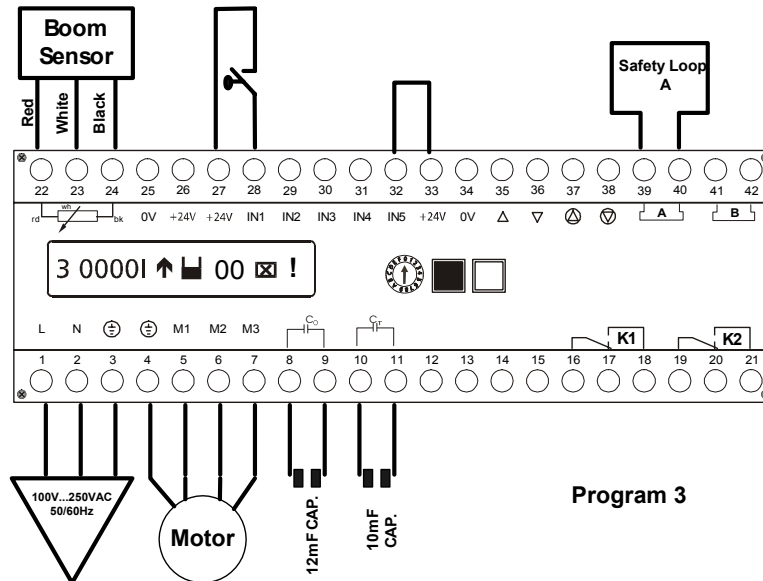 Boom
Sensor
Red
White
Black
Safety Loop
A
22 23 24 25 26 27 28 29 30 31 32 33 34 35 36 37 38 39 40 41 42
rd wh bk 0V +24V +24V IN1 IN2 IN3 IN4 IN5 +24V 0V A B
3 0000I 00 !
L N M1 M2 M3 Co CT K1 K2
1 2 3 4 5 6 7 8 9 10 11 12 13 14 15 16 17 18 19 20 21
100V...250VAC
50/60Hz
Motor
12mF CAP.
10mF
CAP.
Program 3